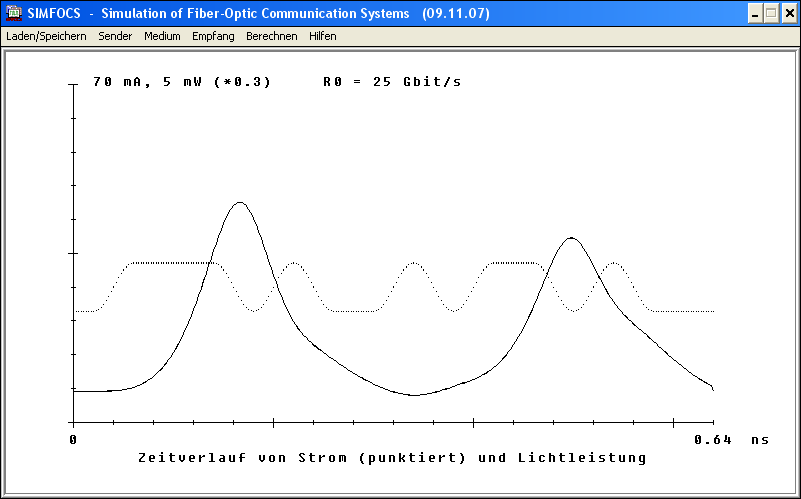 SIMFOCS - Simulation of Fiber-Optic Communication Systems (09.11.07)
Laden/Speichern Sender Medium Empfang Berechnen Hilfen
70 mA, 5 mW (*0.3) R0 = 25 Gbit/s
0 0.64 ns
Zeitverlauf von Strom (punktiert) und Lichtleistung